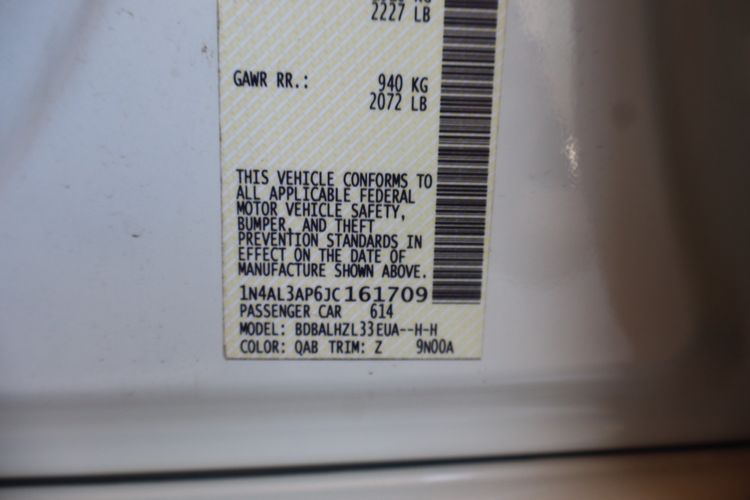 2227 LB
GAWR RR.: 940 KG
2072 LB
THIS VEHICLE CONFORMS TO
ALL APPLICABLE FEDERAL
MOTOR VEHICLE SAFETY,
BUMPER, AND THEFT
PREVENTION STANDARDS IN
EFFECT ON THE DATE OF
MANUFACTURE SHOWN ABOVE.
1N4AL3AP6JC161709
PASSENGER CAR 614
MODEL: BDBALHZL33EUA--H-H
COLOR: QAB TRIM: Z 9N00A